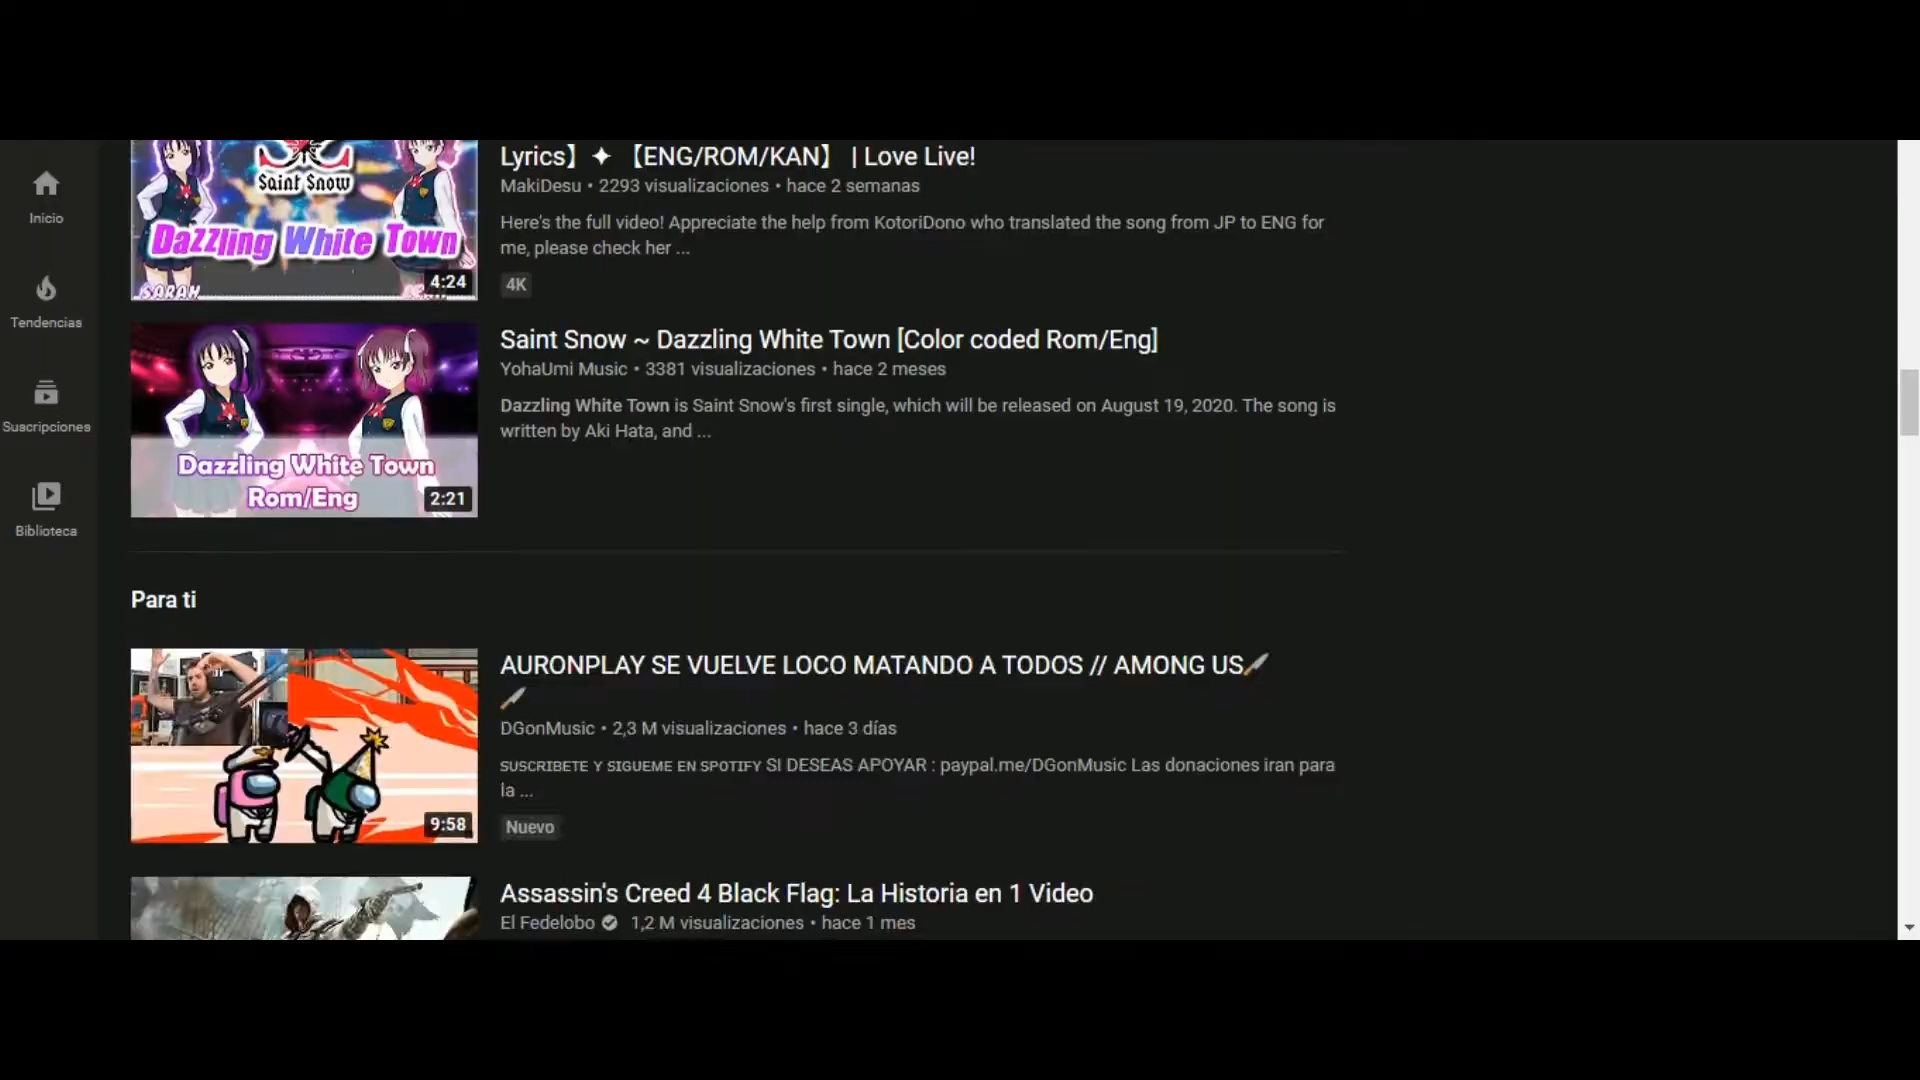 Lyrics】 ✦ 【ENG/ROM/KAN】 | Love Live!
MakiDesu • 2293 visualizaciones • hace 2 semanas
Here's the full video! Appreciate the help from KotoriDono who translated the song from JP to ENG for
me, please check her ...
4K
Saint Snow
Dazzling White Town
SARAH
4:24
Inicio
Tendencias
Suscripciones
Biblioteca
Saint Snow ~ Dazzling White Town [Color coded Rom/Eng]
YohaUmi Music • 3381 visualizaciones • hace 2 meses
Dazzling White Town is Saint Snow's first single, which will be released on August 19, 2020. The song is
written by Aki Hata, and ...
Dazzling White Town
Rom/Eng
2:21
Para ti
AURONPLAY SE VUELVE LOCO MATANDO A TODOS // AMONG US🔪
🔪
DGonMusic • 2,3 M visualizaciones • hace 3 días
sᴜsᴄʀɪʙᴇᴛᴇ ʏ sɪɢᴜᴇᴍᴇ ᴇɴ sᴘᴏᴛɪғʏ SI DESEAS APOYAR : paypal.me/DGonMusic Las donaciones iran para
la ...
Nuevo
9:58
Assassin's Creed 4 Black Flag: La Historia en 1 Video
El Fedelobo 1,2 M visualizaciones • hace 1 mes